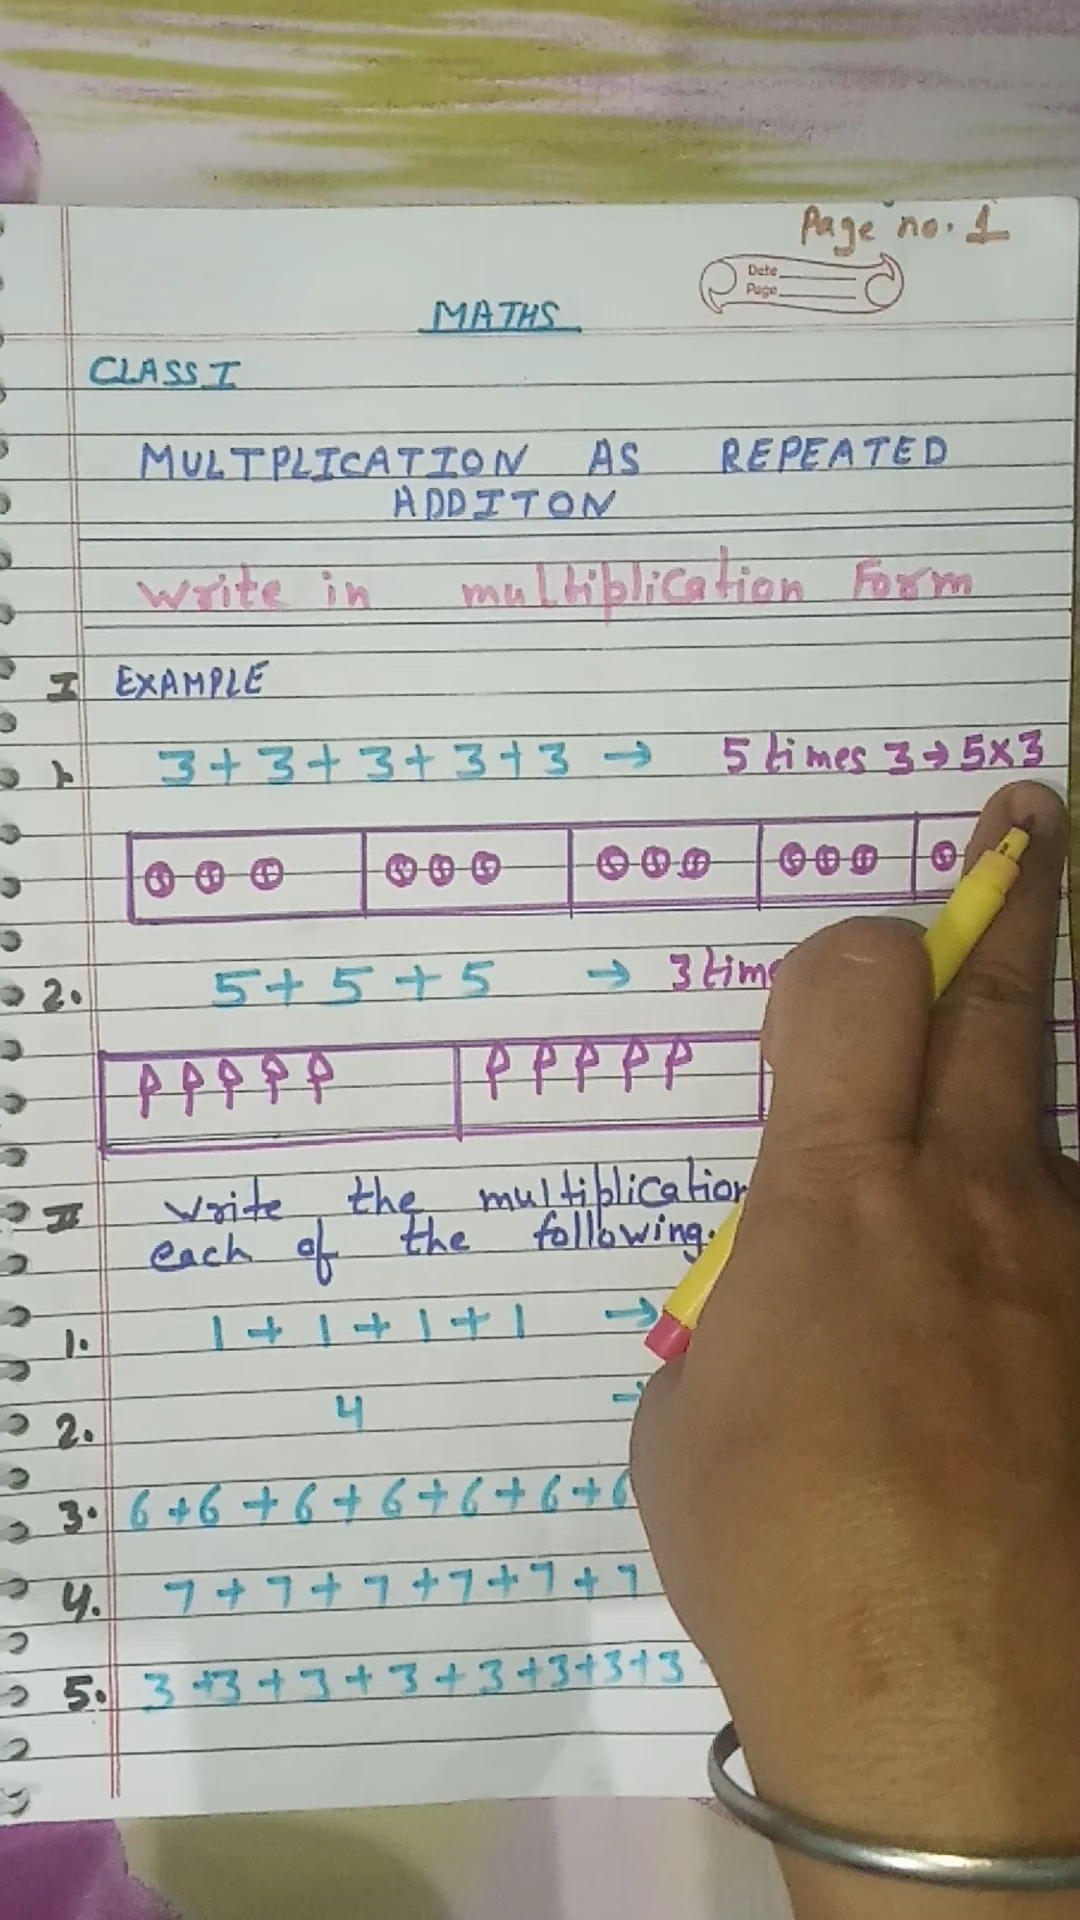 Page no. 1
Date
Page
MATHS
CLASS I
MULTPLICATION AS REPEATED
ADDITON
Write in multiplication Form
I EXAMPLE
1. 3+3+3+3+3 → 5 times 3 → 5×3
2. 5+5+5 → 3
II Write the multiplication
each of the following.
1. 1+1+1+1 →
2. 4
3. 6+6+6+6+6+6+6
4. 7+7+7+7+7+7
5. 3+3+3+3+3+3+3+3